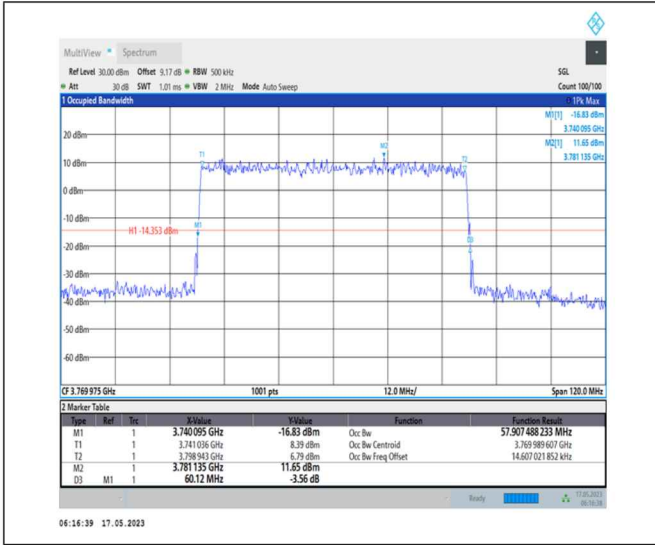 MultiView Spectrum
Ref Level 30.00 dBm Offset 9.17 dB RBW 500 kHz SGL
Att 30 dB SWT 1.01 ms VBW 2 MHz Mode Auto Sweep Count 100/100
1 Occupied Bandwidth 1Pk Max
M1[1] -16.83 dBm
3.740 095 GHz
M2[1] 11.65 dBm
3.781 135 GHz
20 dBm
M2
T1
T2
10 dBm
0 dBm
-10 dBm
M1
H1 -14.353 dBm
D3
-20 dBm
-30 dBm
-40 dBm
-50 dBm
-60 dBm
CF 3.769 975 GHz 1001 pts 12.0 MHz/ Span 120.0 MHz
2 Marker Table
Type Ref Trc X-Value Y-Value Function Function Result
M1 1 3.740 095 GHz -16.83 dBm Occ Bw 57.907 488 233 MHz
T1 1 3.741 036 GHz 8.39 dBm Occ Bw Centroid 3.769 989 607 GHz
T2 1 3.798 943 GHz 6.79 dBm Occ Bw Freq Offset 14.607 021 852 kHz
M2 1 3.781 135 GHz 11.65 dBm
D3 M1 1 60.12 MHz -3.56 dB
Ready 17.05.2023
06:16:38
06:16:39 17.05.2023